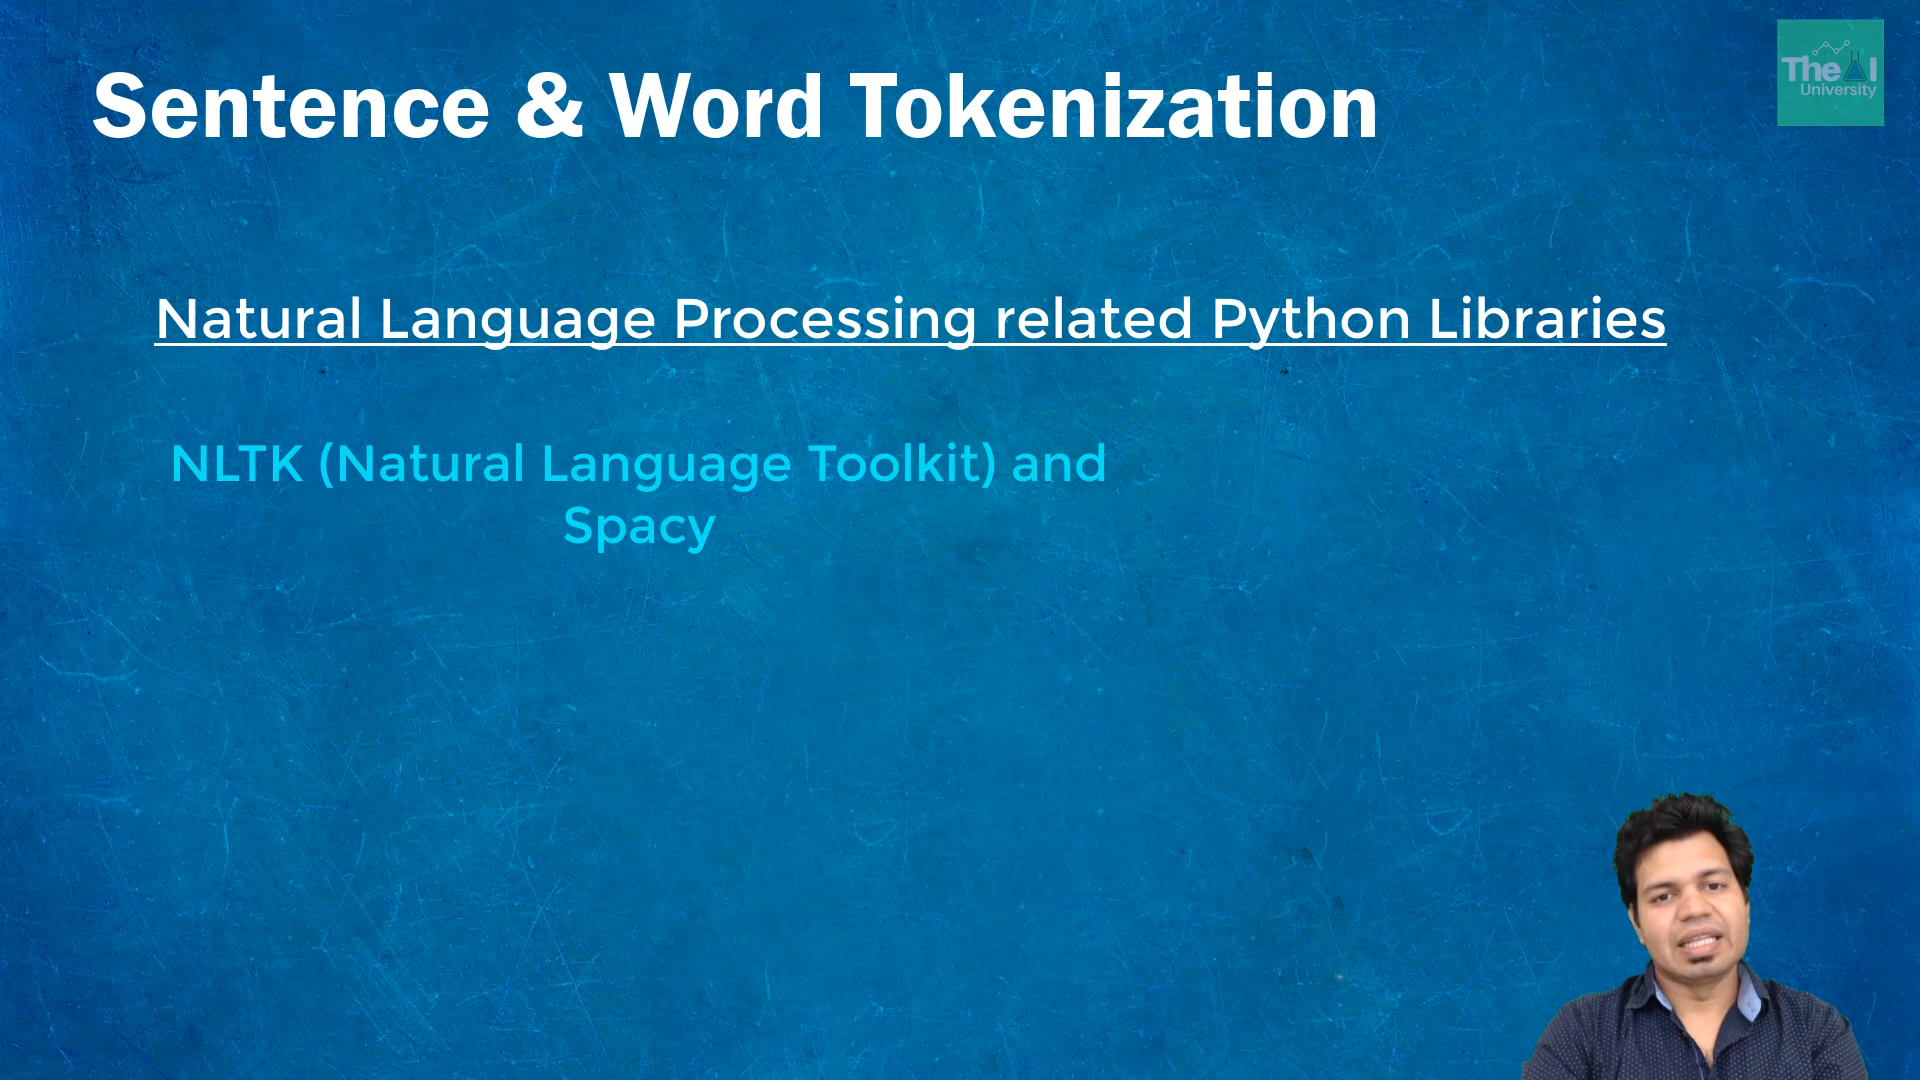 Sentence & Word Tokenization
The AI
University
Natural Language Processing related Python Libraries
NLTK (Natural Language Toolkit) and
Spacy